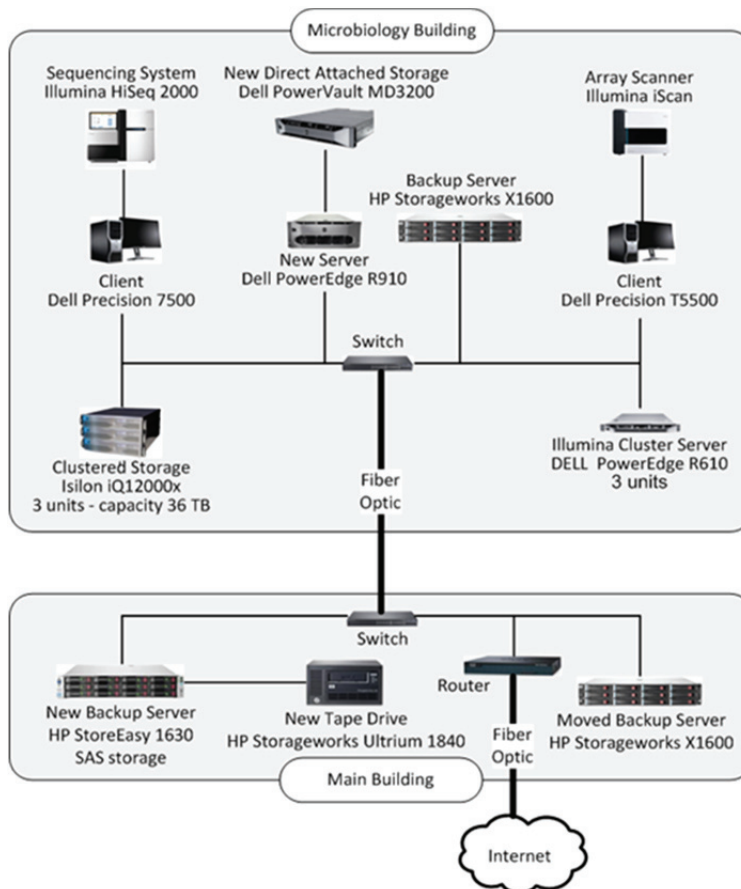 Microbiology Building
Sequencing System
Illumina HiSeq 2000
New Direct Attached Storage
Dell PowerVault MD3200
Array Scanner
Illumina iScan
Backup Server
HP Storageworks X1600
Client
Dell Precision 7500
New Server
Dell PowerEdge R910
Client
Dell Precision T5500
Switch
Clustered Storage
Isilon iQ12000x
3 units - capacity 36 TB
Illumina Cluster Server
DELL PowerEdge R610
3 units
Fiber
Optic
Switch
New Backup Server
HP StoreEasy 1630
SAS storage
New Tape Drive
HP Storageworks Ultrium 1840
Router
Moved Backup Server
HP Storageworks X1600
Fiber
Optic
Main Building
Internet